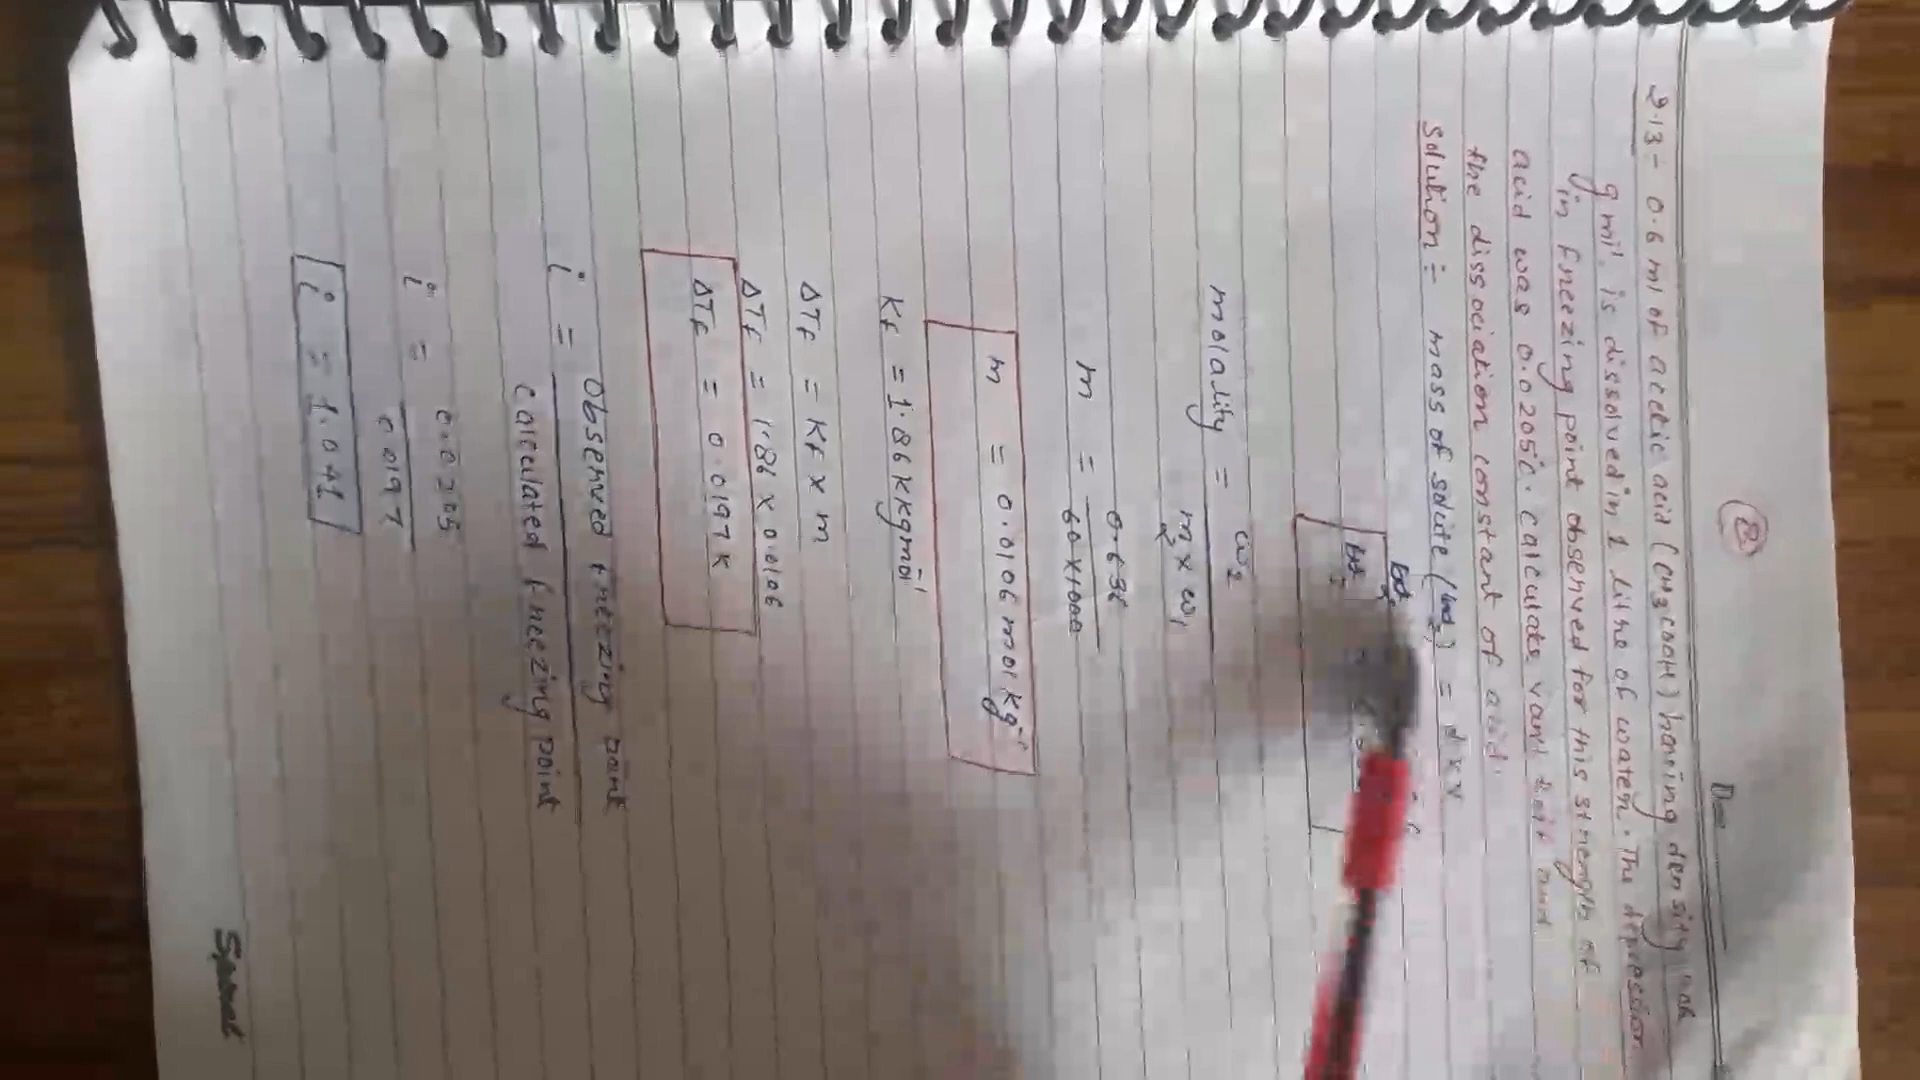 8
2.13 = 0.6 ml of acetic acid (CH3COOH) having density 1.06
g ml-1, is dissolved in 1 litre of water. The depression
in freezing point observed for this strength of
acid was 0.0205°C. calculate vant hoff and
the dissociation constant of acid.
Solution = mass of solute (w2) = d x v
molality = w2 / m2 x w1
m = 0.636 / 60 x 1000
m = 0.0106 mol kg-1
Kf = 1.86 K kg mol-1
ΔTf = Kf x m
ΔTf = 1.86 x 0.0106
ΔTf = 0.0197 K
i = Observed freezing point / calculated freezing point
i = 0.0205 / 0.0197
i = 1.041